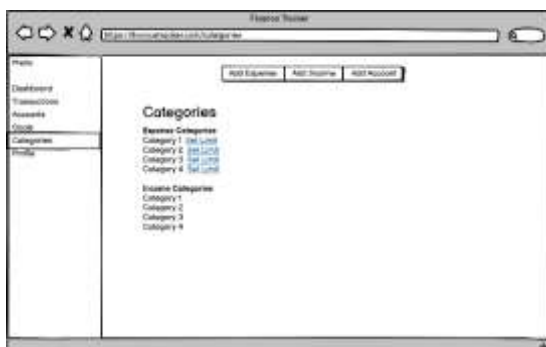 Finance Tracker
Menu
Dashboard
Transactions
Accounts
Goals
Categories
Profile
Add Expense
Add Income
Add Account
Categories
Expense Categories
Category 1 Set Limit
Category 2 Set Limit
Category 3 Set Limit
Category 4 Set Limit
Income Categories
Category 1
Category 2
Category 3
Category 4